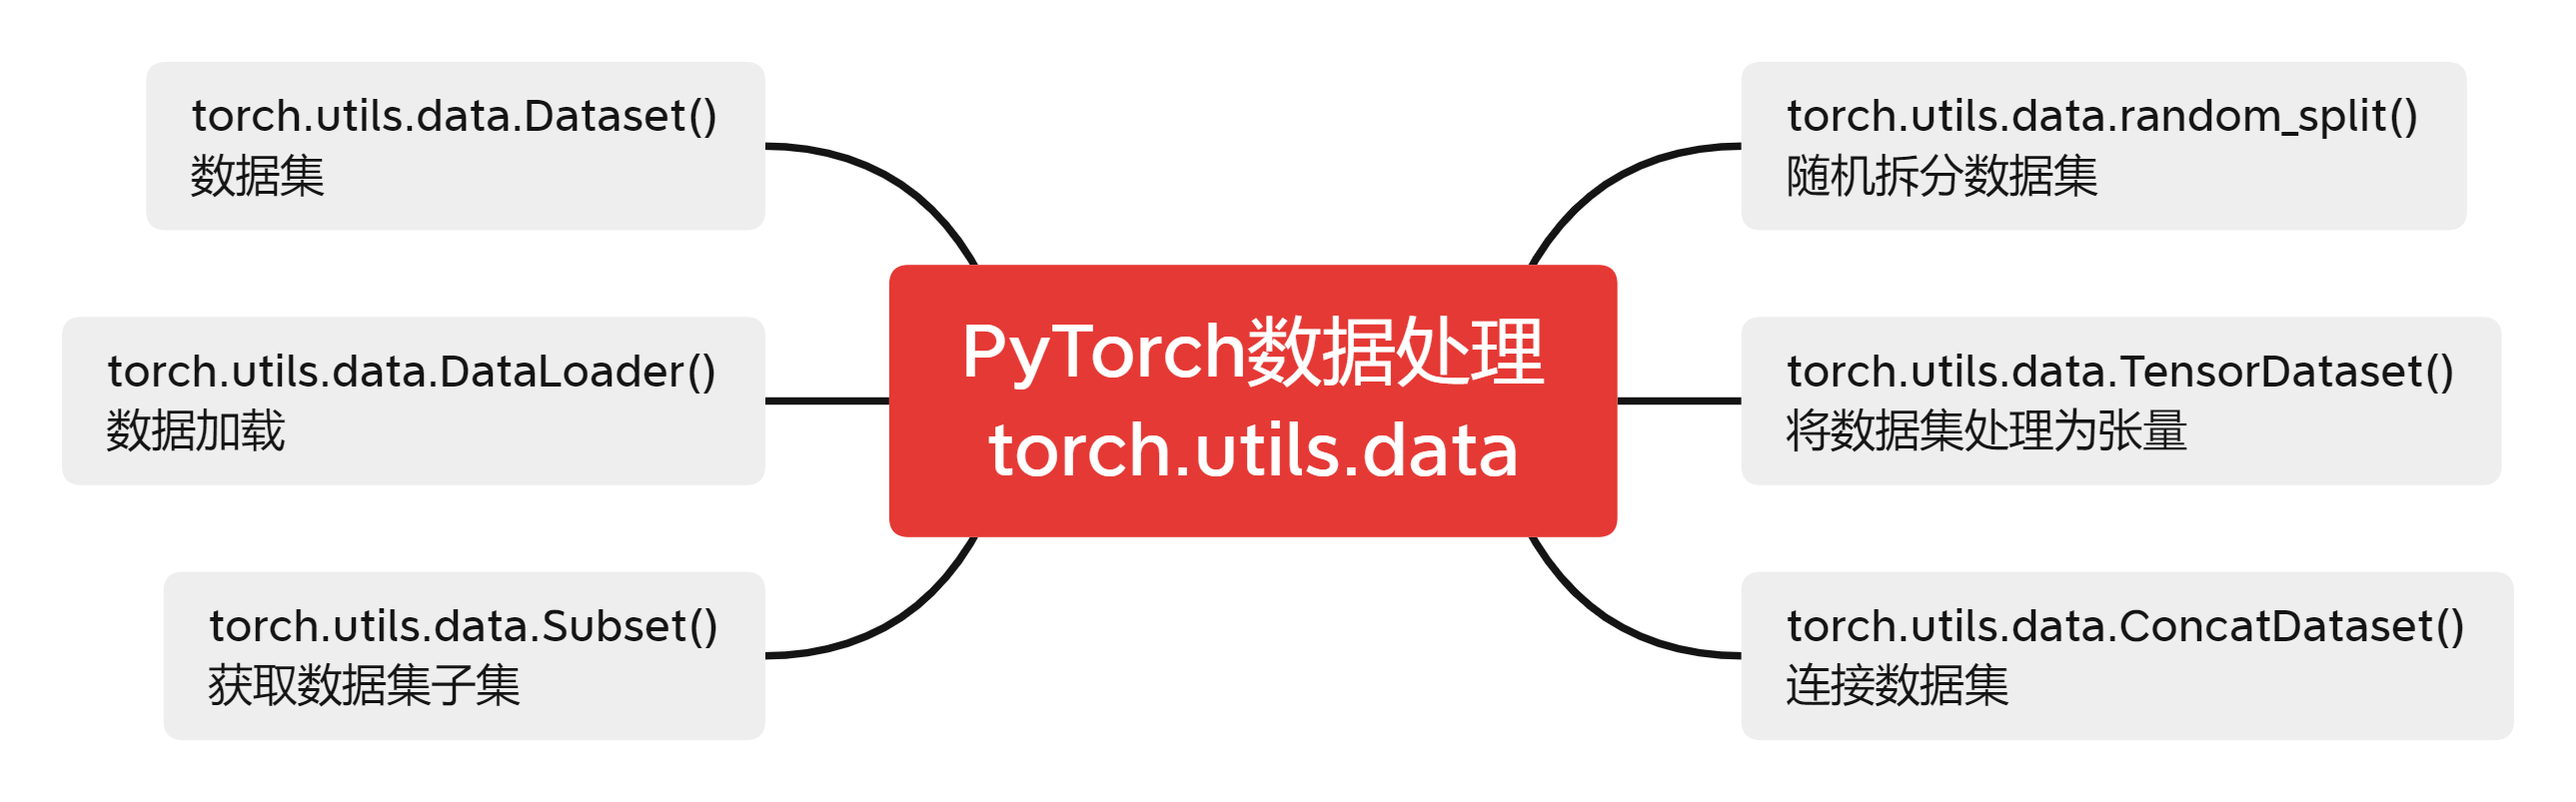 torch.utils.data.Dataset()
数据集
torch.utils.data.DataLoader()
数据加载
torch.utils.data.Subset()
获取数据集子集
PyTorch数据处理
torch.utils.data
torch.utils.data.random_split()
随机拆分数据集
torch.utils.data.TensorDataset()
将数据集处理为张量
torch.utils.data.ConcatDataset()
连接数据集